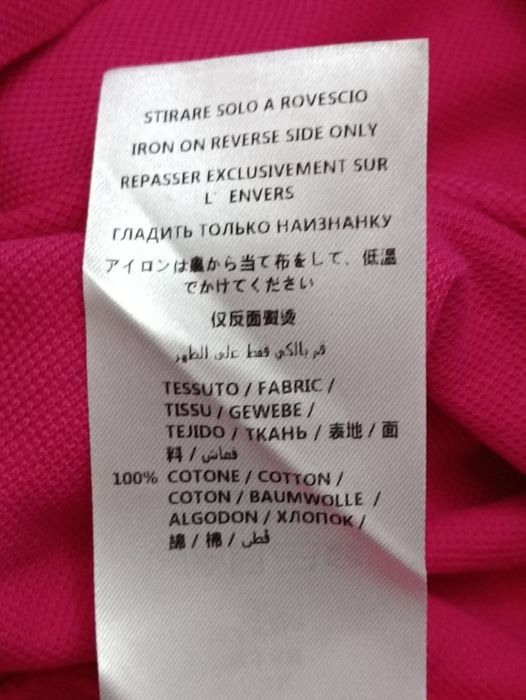 STIRARE SOLO A ROVESCIO
IRON ON REVERSE SIDE ONLY
REPASSER EXCLUSIVEMENT SUR
L' ENVERS
ГЛАДИТЬ ТОЛЬКО НАИЗНАНКУ
アイロンは裏から当て布をして、低温
でかけてください
仅反面熨烫
قم بالكي فقط على الظهر
TESSUTO / FABRIC /
TISSU / GEWEBE /
TEJIDO / ТКАНЬ / 表地 / 面
料 / قماش
100% COTONE / COTTON /
COTON / BAUMWOLLE /
ALGODON / ХЛОПОК /
綿 / 棉 / قطن